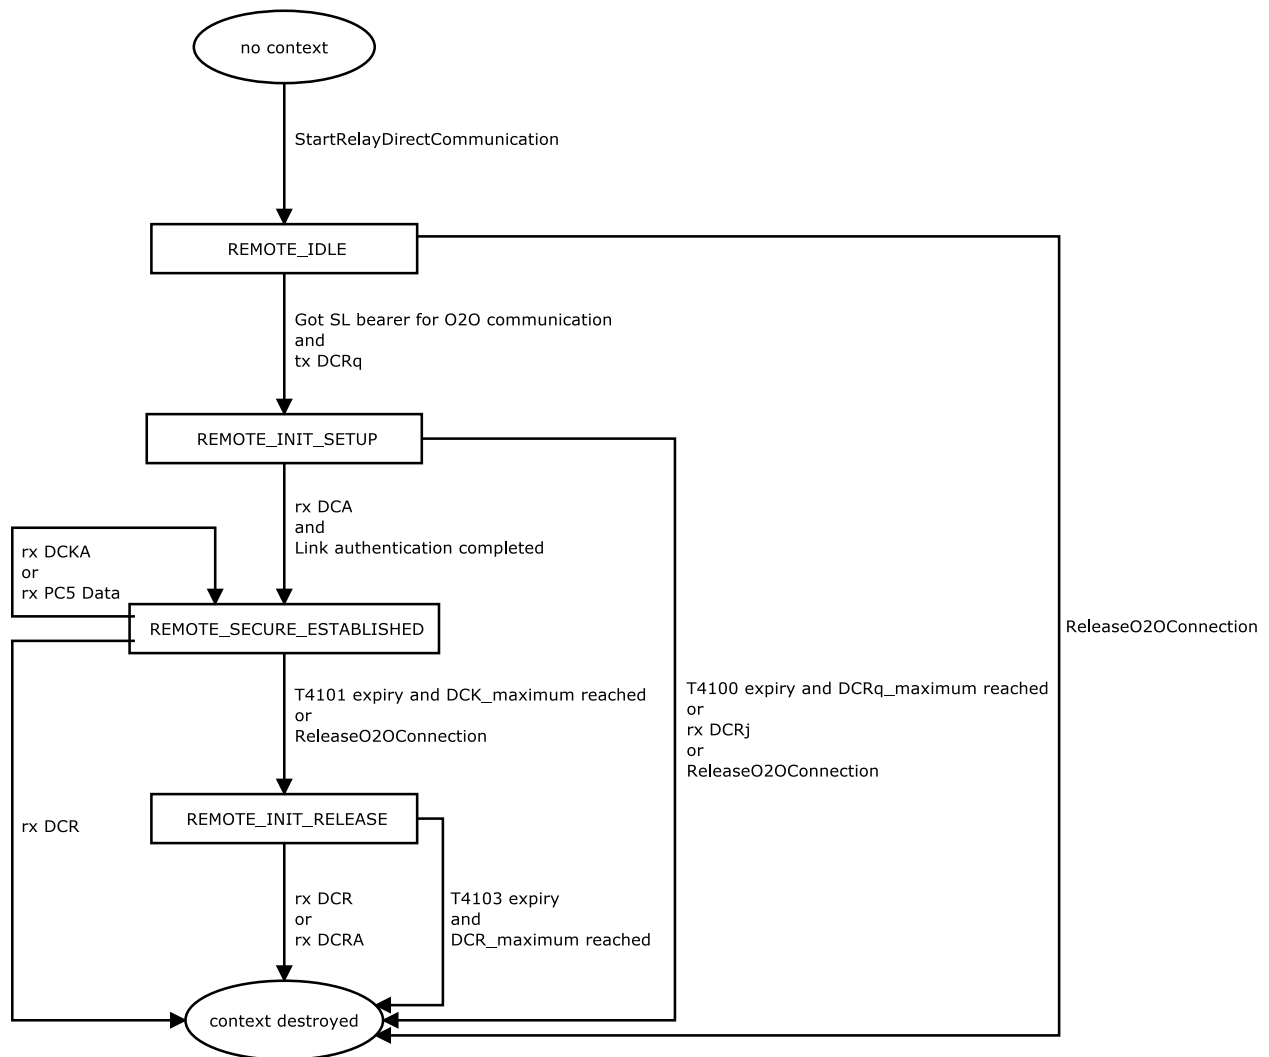 no context
StartRelayDirectCommunication
REMOTE_IDLE
Got SL bearer for O2O communication
and
tx DCRq
REMOTE_INIT_SETUP
rx DCA
and
Link authentication completed
rx DCKA
or
rx PC5 Data
REMOTE_SECURE_ESTABLISHED
ReleaseO2OConnection
T4101 expiry and DCK_maximum reached
or
ReleaseO2OConnection
T4100 expiry and DCRq_maximum reached
or
rx DCRj
or
ReleaseO2OConnection
REMOTE_INIT_RELEASE
rx DCR
rx DCR
or
rx DCRA
T4103 expiry
and
DCR_maximum reached
context destroyed